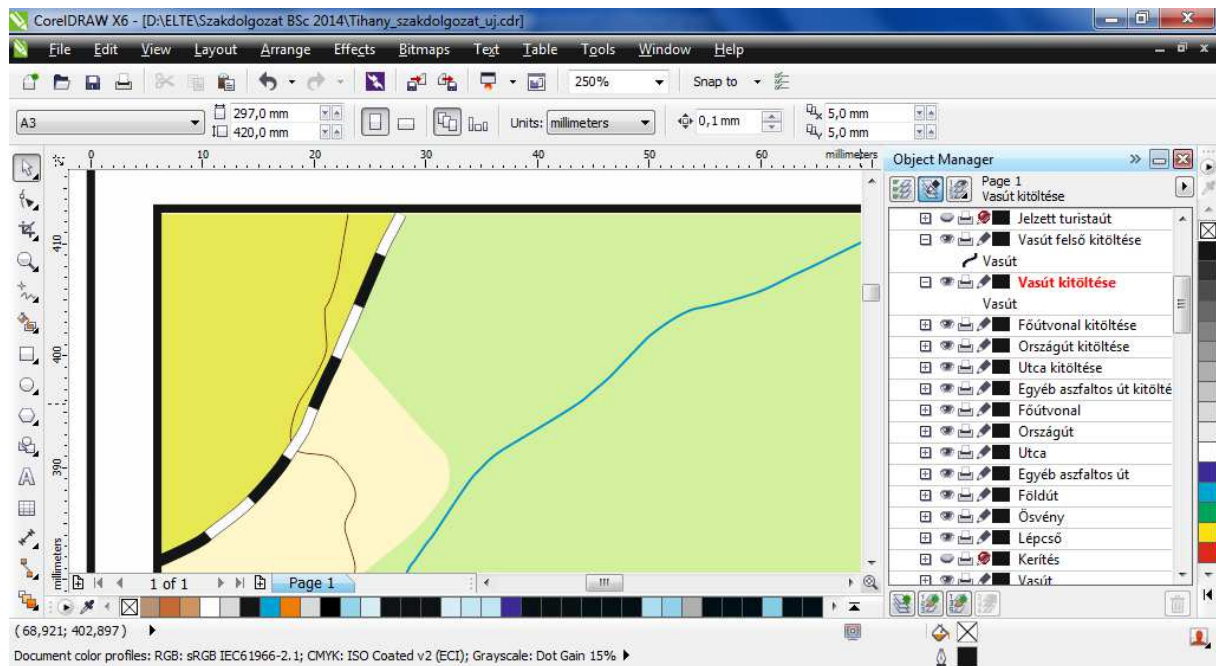 CorelDRAW X6 - [D:\ELTE\Szakdolgozat BSc 2014\Tihany_szakdolgozat_uj.cdr]
File Edit View Layout Arrange Effects Bitmaps Text Table Tools Window Help
250% Snap to
A3 297,0 mm 420,0 mm Units: millimeters 0,1 mm 5,0 mm 5,0 mm
0 10 20 30 40 50 60 millimeters
410
400
390
millimeters
Object Manager
Page 1
Vasút kitöltése
Jelzett turistaút
Vasút felső kitöltése
Vasút
Vasút kitöltése
Vasút
Főútvonal kitöltése
Országút kitöltése
Utca kitöltése
Egyéb aszfaltos út kitölté
Főútvonal
Országút
Utca
Egyéb aszfaltos út
Földút
Ösvény
Lépcső
Kerítés
Vasút
1 of 1 Page 1
( 68,921; 402,897 )
Document color profiles: RGB: sRGB IEC61966-2.1; CMYK: ISO Coated v2 (ECI); Grayscale: Dot Gain 15%